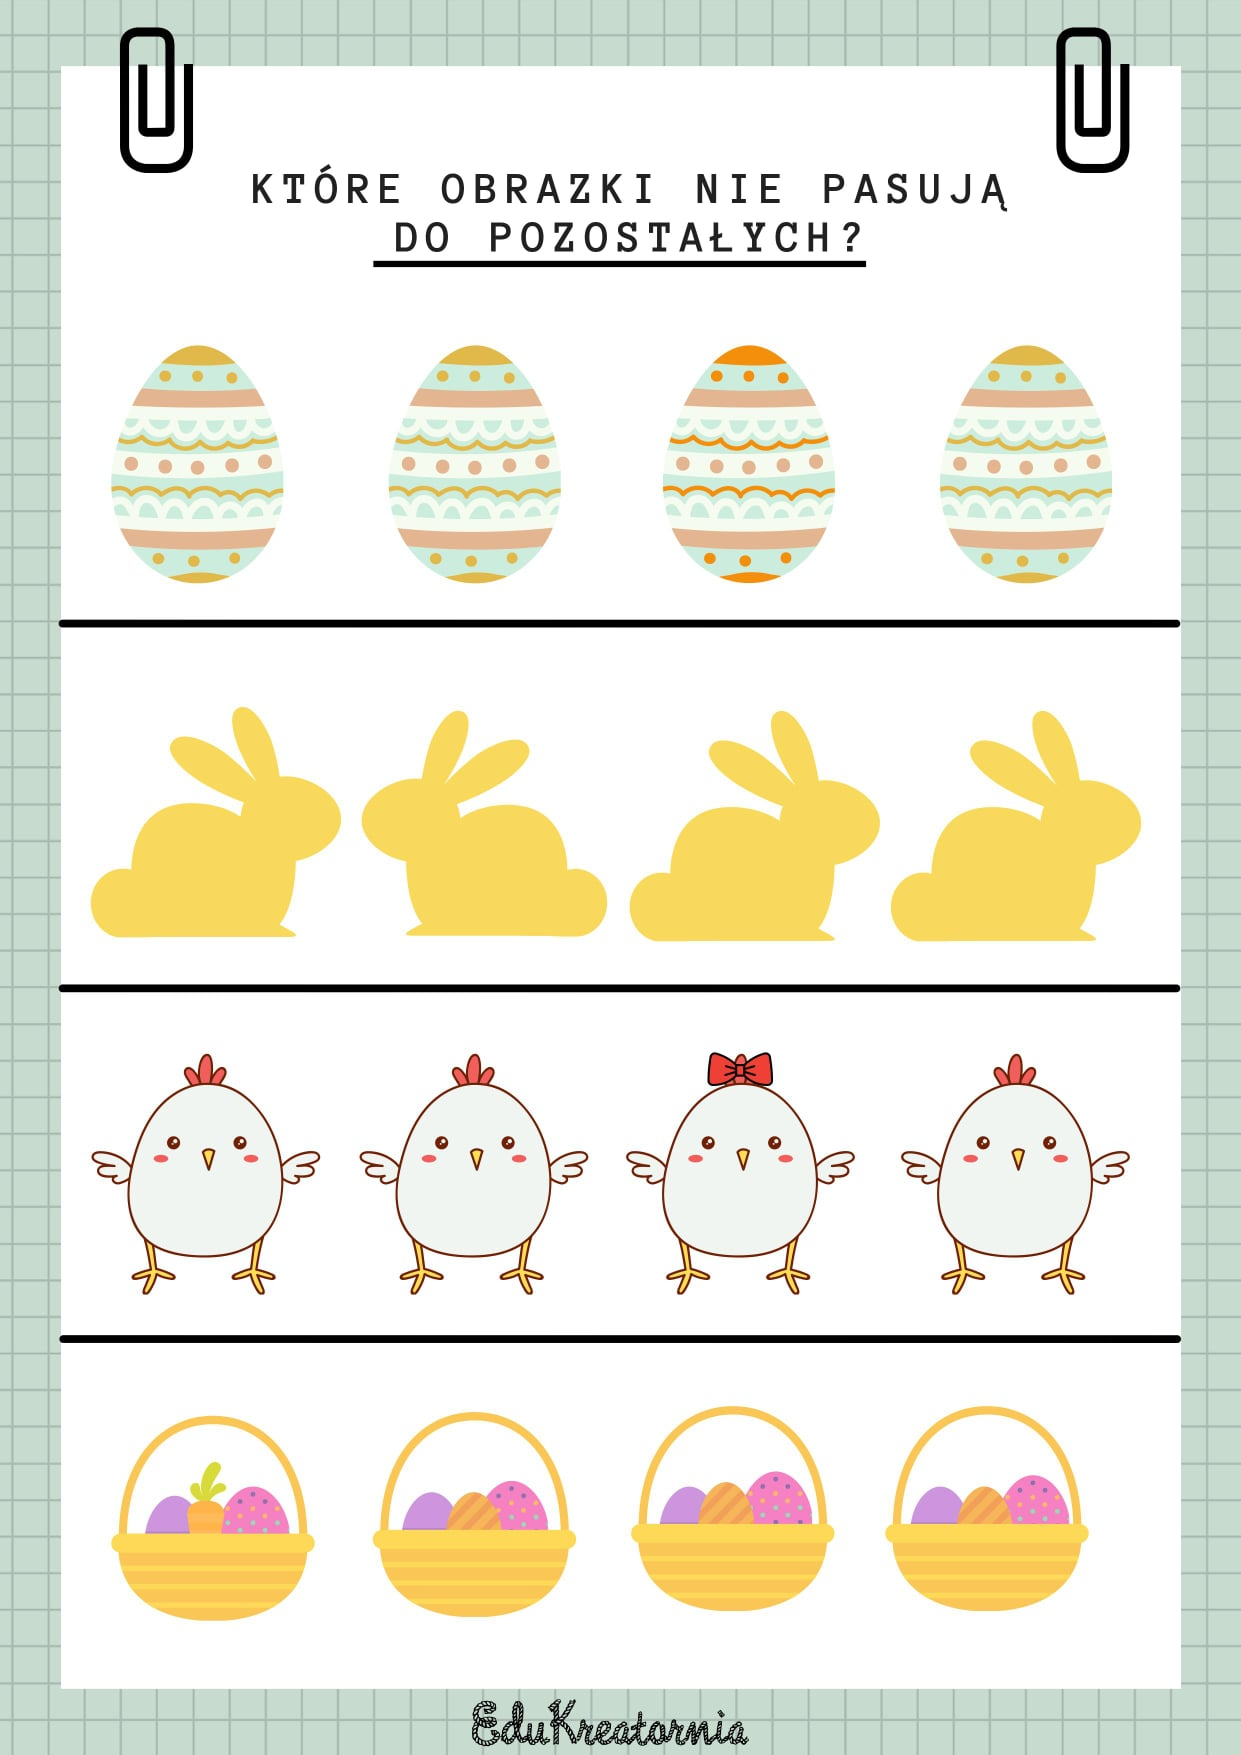 KTÓRE OBRAZKI NIE PASUJĄ
DO POZOSTAŁYCH?
EduKreatornia